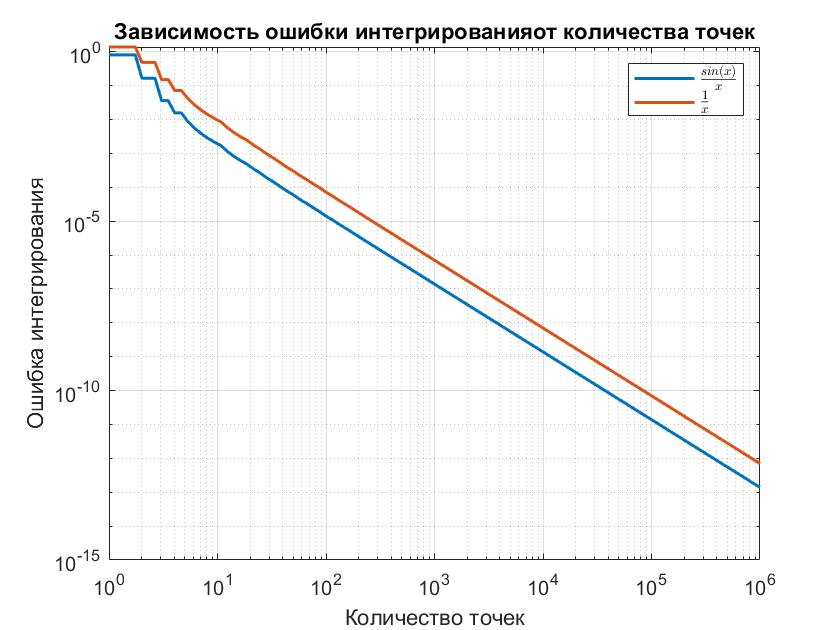 Зависимость ошибки интегрированияот количества точек
sin(x)
x
1
x
Ошибка интегрирования
10^0
10^-5
10^-10
10^-15
10^0 10^1 10^2 10^3 10^4 10^5 10^6
Количество точек